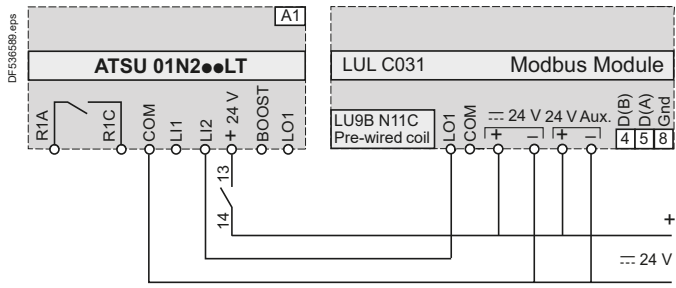 DF536589.eps
A1
ATSU 01N2●●LT
R1A
R1C
COM
LI1
LI2
+ 24 V
BOOST
LO1
13
14
LUL C031
Modbus Module
LU9B N11C
Pre-wired coil
LO1
COM
⎓ 24 V
+ –
24 V Aux.
+ –
D(B)
D(A)
Gnd
4 5 8
+
⎓ 24 V